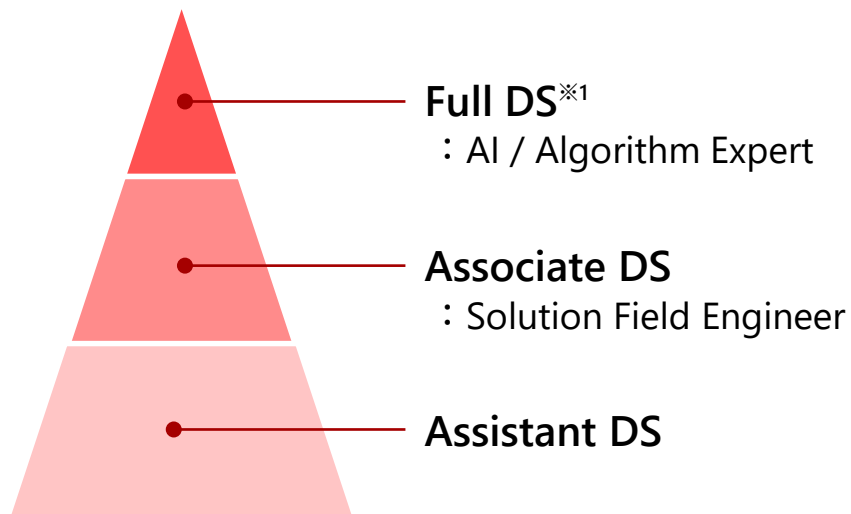 Full DS※1
：AI / Algorithm Expert
Associate DS
：Solution Field Engineer
Assistant DS